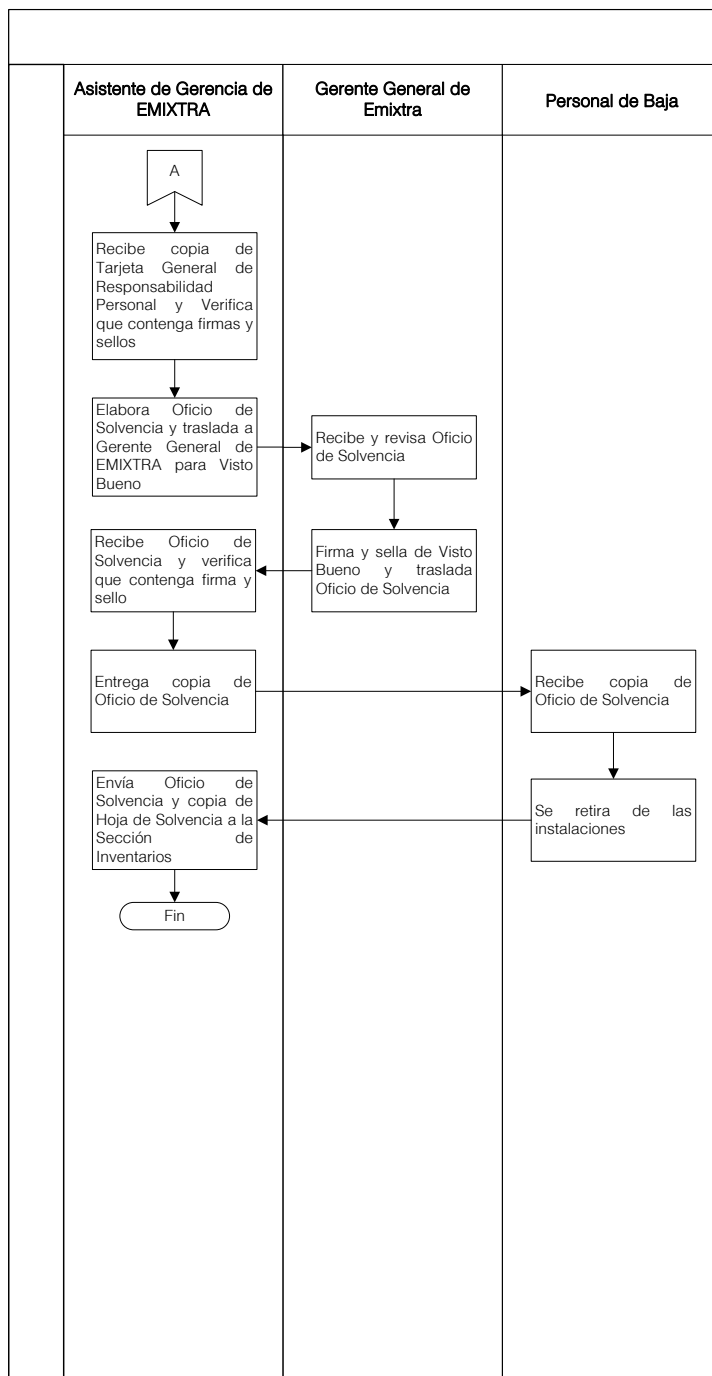 Asistente de Gerencia de
EMIXTRA
Gerente General de
Emixtra
Personal de Baja
A
Recibe copia de
Tarjeta General de
Responsabilidad
Personal y Verifica
que contenga firmas y
sellos
Elabora Oficio de
Solvencia y traslada a
Gerente General de
EMIXTRA para Visto
Bueno
Recibe y revisa Oficio
de Solvencia
Firma y sella de Visto
Bueno y traslada
Oficio de Solvencia
Recibe Oficio de
Solvencia y verifica
que contenga firma y
sello
Entrega copia de
Oficio de Solvencia
Recibe copia de
Oficio de Solvencia
Se retira de las
instalaciones
Envía Oficio de
Solvencia y copia de
Hoja de Solvencia a la
Sección de
Inventarios
Fin